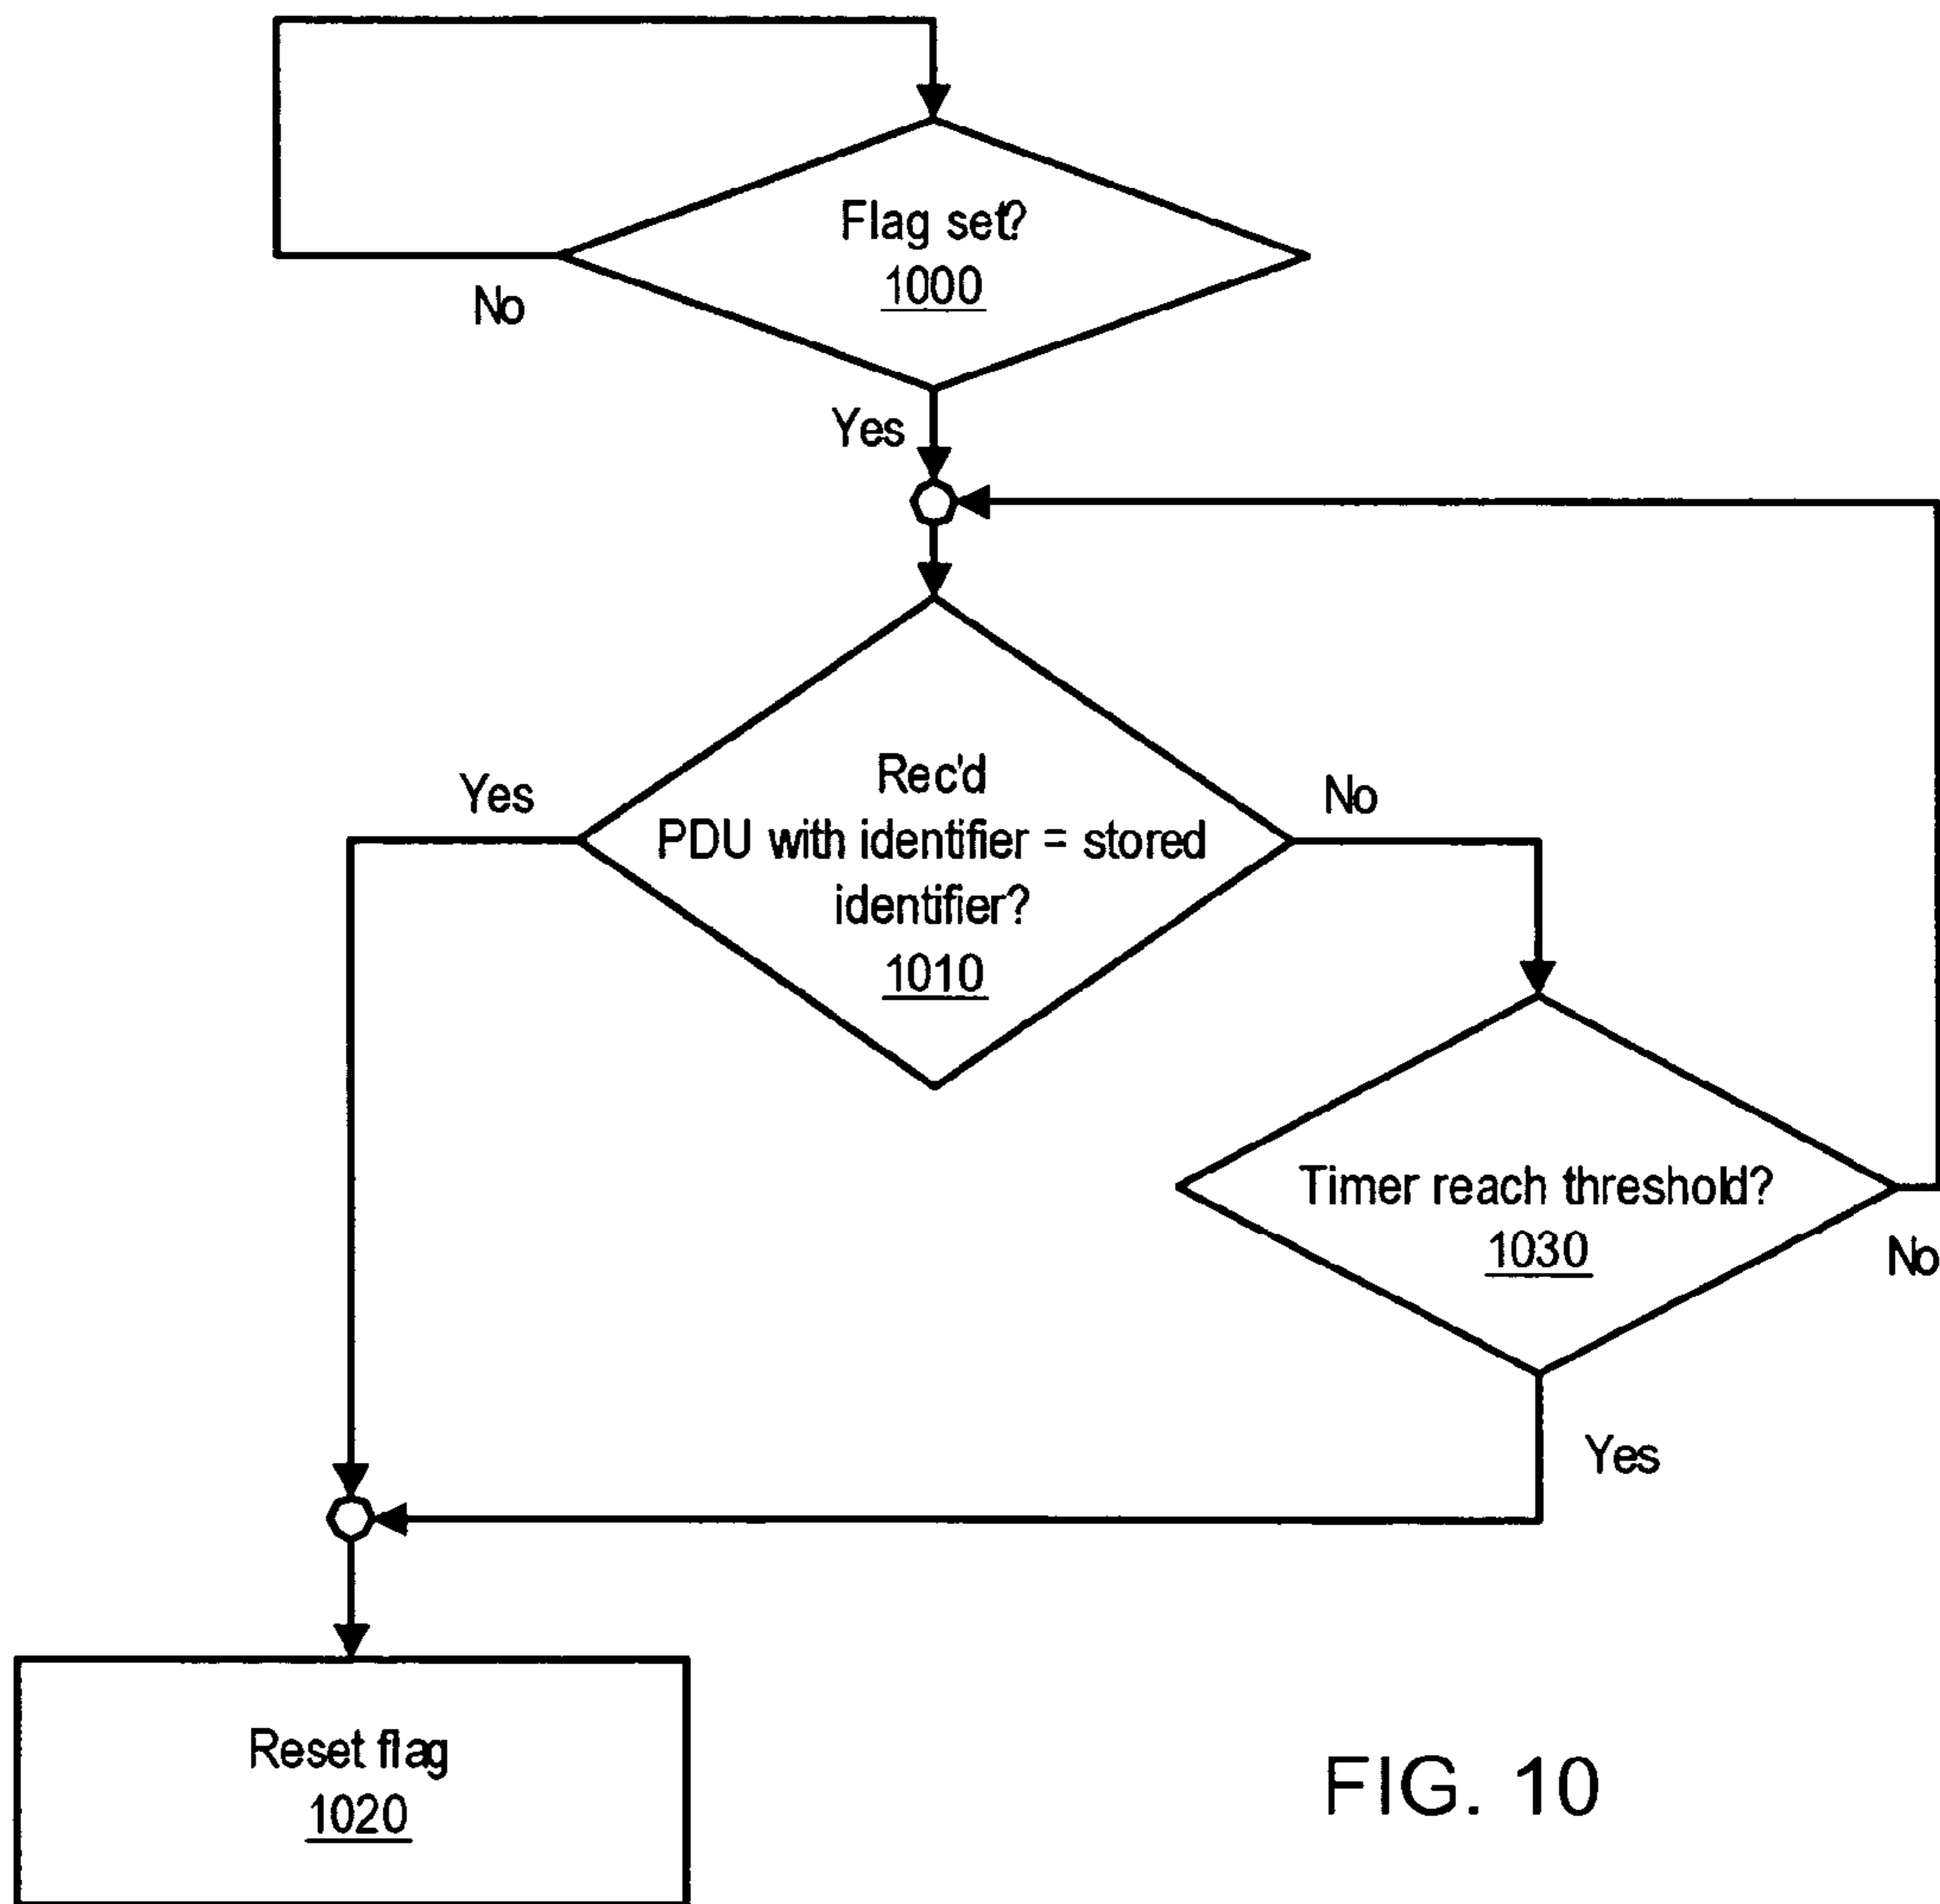 Flag set?
1000
No
Yes
Rec'd
PDU with identifier = stored
identifier?
1010
Yes
No
Timer reach threshold?
1030
No
Yes
Reset flag
1020
FIG. 10